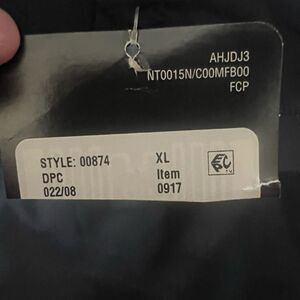 AHJDJ3
NT0015N/C00MFB00
FCP
STYLE: 00874 XL
DPC Item
022/08 0917